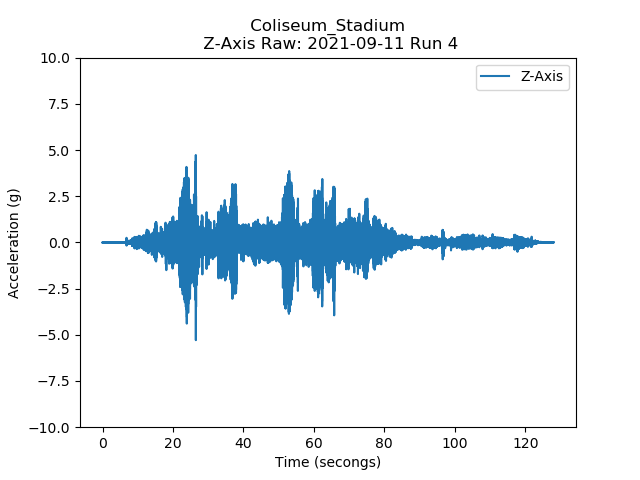 Coliseum_Stadium
Z-Axis Raw: 2021-09-11 Run 4
10.0
7.5
5.0
2.5
0.0
−2.5
−5.0
−7.5
−10.0
Acceleration (g)
Z-Axis
0 20 40 60 80 100 120
Time (secongs)